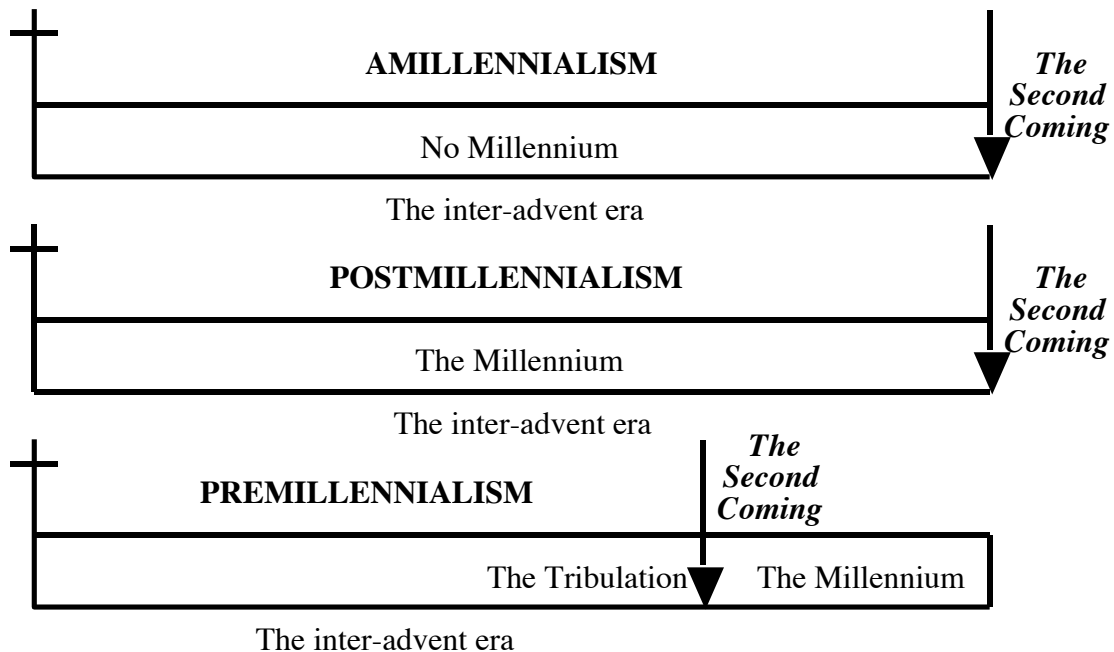 AMILLENNIALISM
The
Second
Coming
No Millennium
The inter-advent era
POSTMILLENNIALISM
The
Second
Coming
The Millennium
The inter-advent era
PREMILLENNIALISM
The
Second
Coming
The Tribulation
The Millennium
The inter-advent era